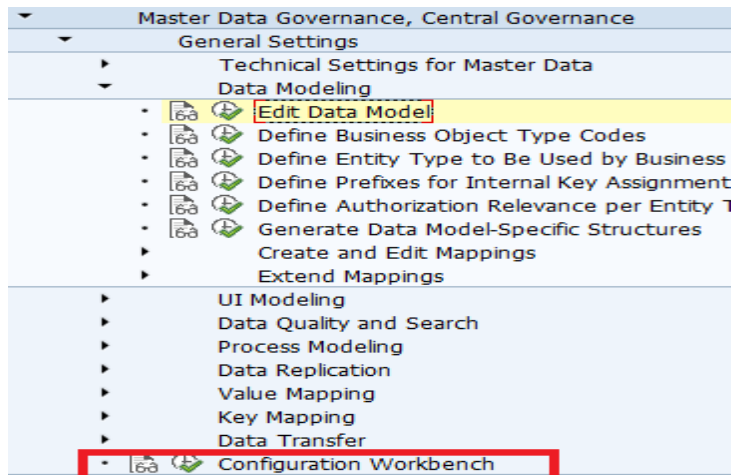 Master Data Governance, Central Governance
General Settings
Technical Settings for Master Data
Data Modeling
Edit Data Model
Define Business Object Type Codes
Define Entity Type to Be Used by Business
Define Prefixes for Internal Key Assignment
Define Authorization Relevance per Entity
Generate Data Model-Specific Structures
Create and Edit Mappings
Extend Mappings
UI Modeling
Data Quality and Search
Process Modeling
Data Replication
Value Mapping
Key Mapping
Data Transfer
Configuration Workbench